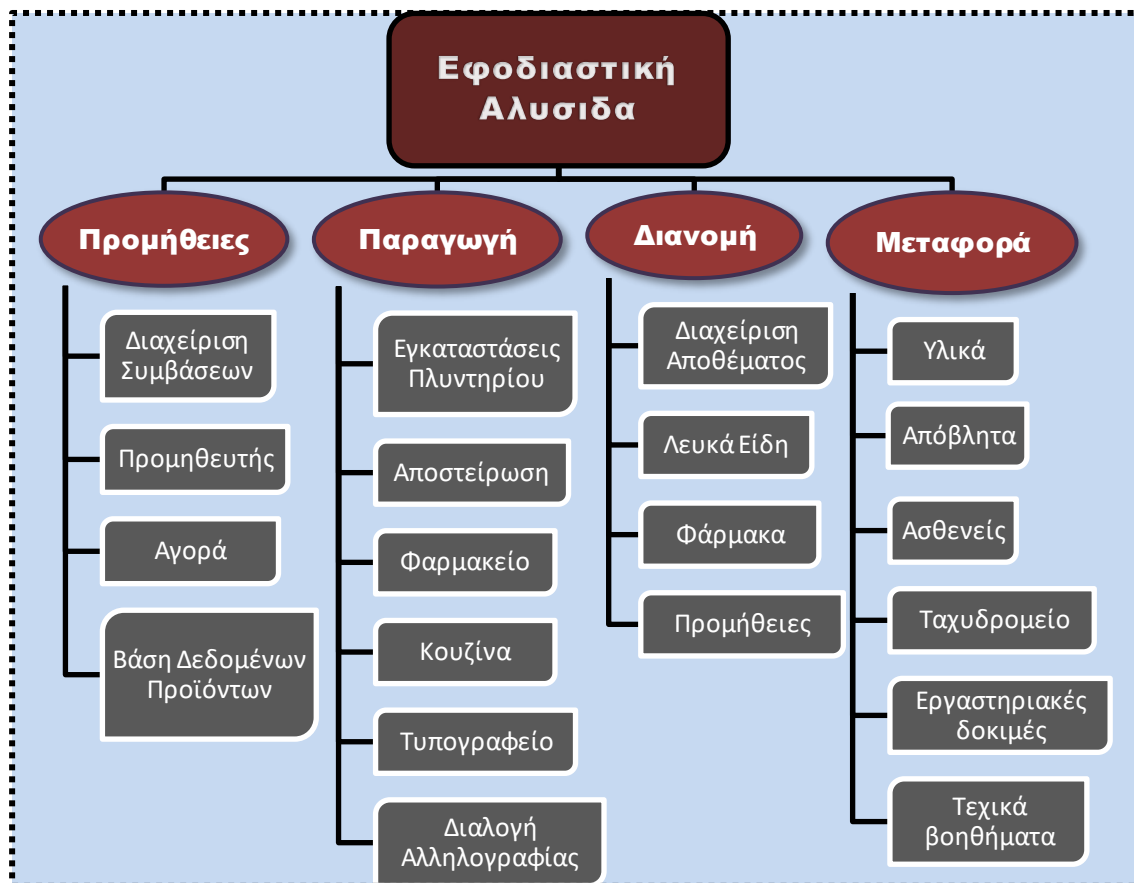 Εφοδιαστική
Αλυσιδα
Προμήθειες
Διαχείριση
Συμβάσεων
Προμηθευτής
Αγορά
Βάση Δεδομένων
Προϊόντων
Παραγωγή
Εγκαταστάσεις
Πλυντηρίου
Αποστείρωση
Φαρμακείο
Κουζίνα
Τυπογραφείο
Διαλογή
Αλληλογραφίας
Διανομή
Διαχείριση
Αποθέματος
Λευκά Είδη
Φάρμακα
Προμήθειες
Μεταφορά
Υλικά
Απόβλητα
Ασθενείς
Ταχυδρομείο
Εργαστηριακές
δοκιμές
Τεχικά
βοηθήματα